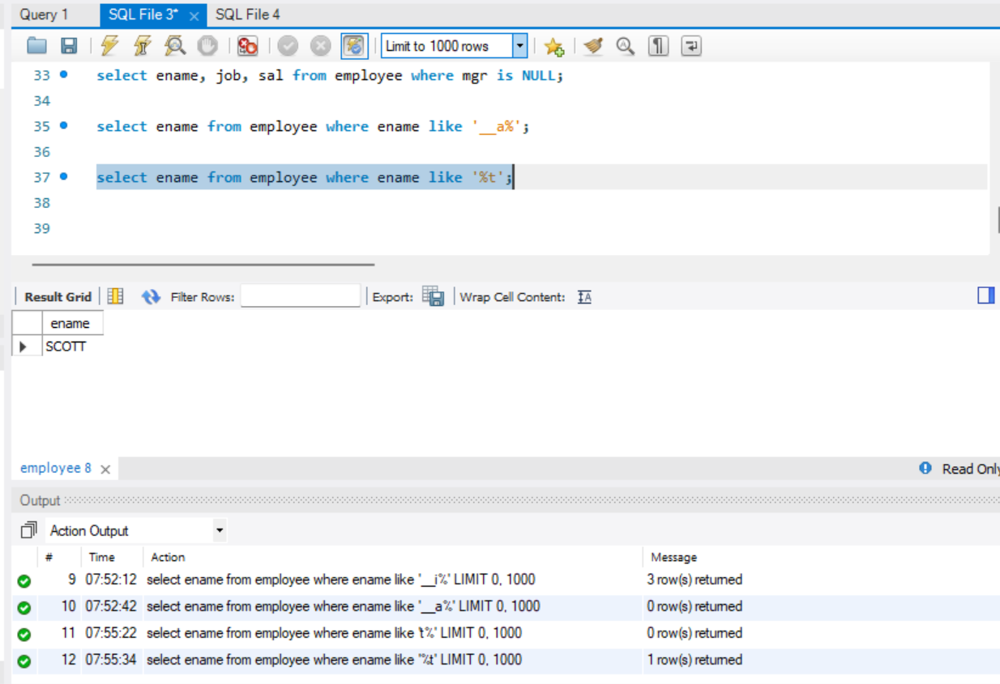 Query 1 SQL File 3* × SQL File 4
Limit to 1000 rows
33 select ename, job, sal from employee where mgr is NULL;
34
35 select ename from employee where ename like '__a%';
36
37 select ename from employee where ename like '%t';
38
39
Result Grid Filter Rows: Export: Wrap Cell Content:
ename
SCOTT
employee 8 × Read Only
Output
Action Output
# Time Action Message
9 07:52:12 select ename from employee where ename like '__i%' LIMIT 0, 1000 3 row(s) returned
10 07:52:42 select ename from employee where ename like '__a%' LIMIT 0, 1000 0 row(s) returned
11 07:55:22 select ename from employee where ename like 't%' LIMIT 0, 1000 0 row(s) returned
12 07:55:34 select ename from employee where ename like '%t' LIMIT 0, 1000 1 row(s) returned